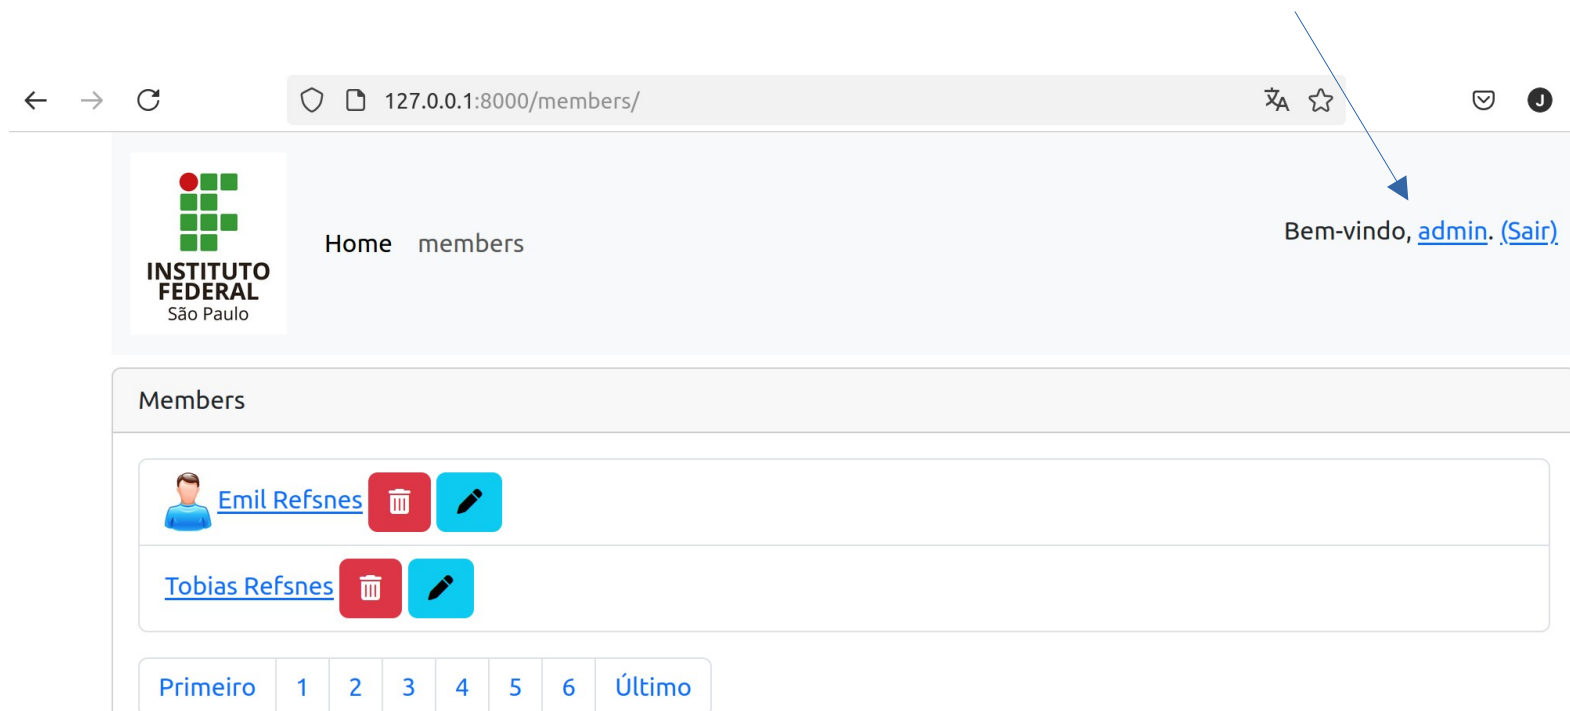 127.0.0.1:8000/members/
J
INSTITUTO
FEDERAL
São Paulo
Home members
Bem-vindo, admin. (Sair)
Members
Emil Refsnes
Tobias Refsnes
Primeiro 1 2 3 4 5 6 Último